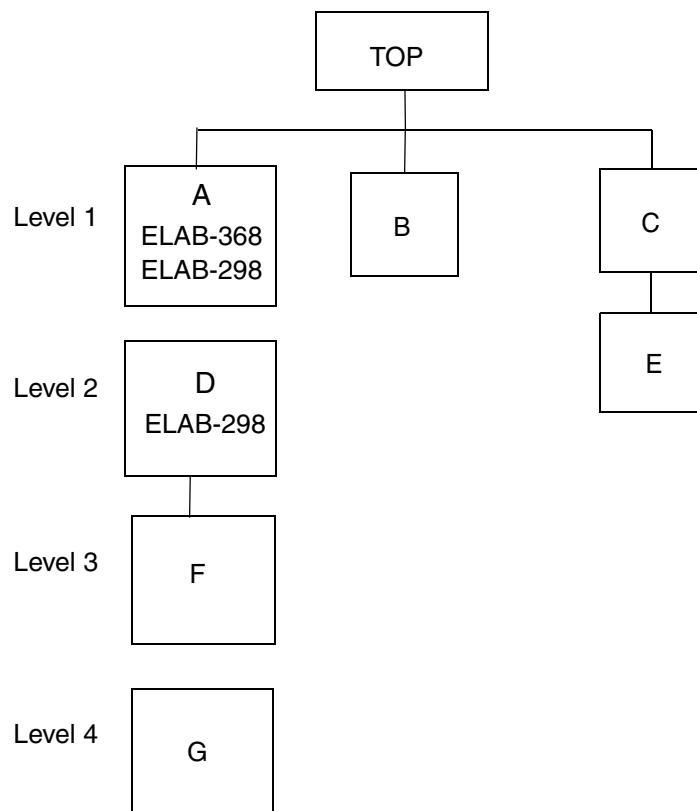 TOP
Level 1
A
ELAB-368
ELAB-298
B
C
Level 2
D
ELAB-298
E
Level 3
F
Level 4
G